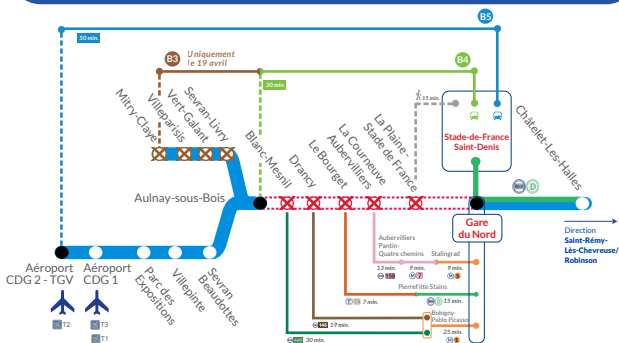 B5
50 min.
B3
Uniquement
le 19 avril
B4
30 min.
15 min.
Mitry-Claye
Villeparisis
Vert-Galant
Sevran-Livry
Blanc-Mesnil
Drancy
Le Bourget
La Courneuve
Aubervilliers
La Plaine-
Stade de France
Stade-de-France
Saint-Denis
Châtelet-Les-Halles
Aulnay-sous-Bois
D
Gare
du Nord
Direction
Saint-Rémy-
Lès-Chevreuse/
Robinson
Aéroport
CDG 2 - TGV
Aéroport
CDG 1
Parc des
Expositions
Villepinte
Sevran
Beaudottes
T2
T3
T1
Aubervilliers
Pantin-
Quatre chemins
Stalingrad
13 min.
9 min.
9 min.
M 7
M 5
Pierrefitte Stains
7 min.
D 15 min.
19 min.
Bobigny-
Pablo Picasso
30 min.
25 min.
M 5